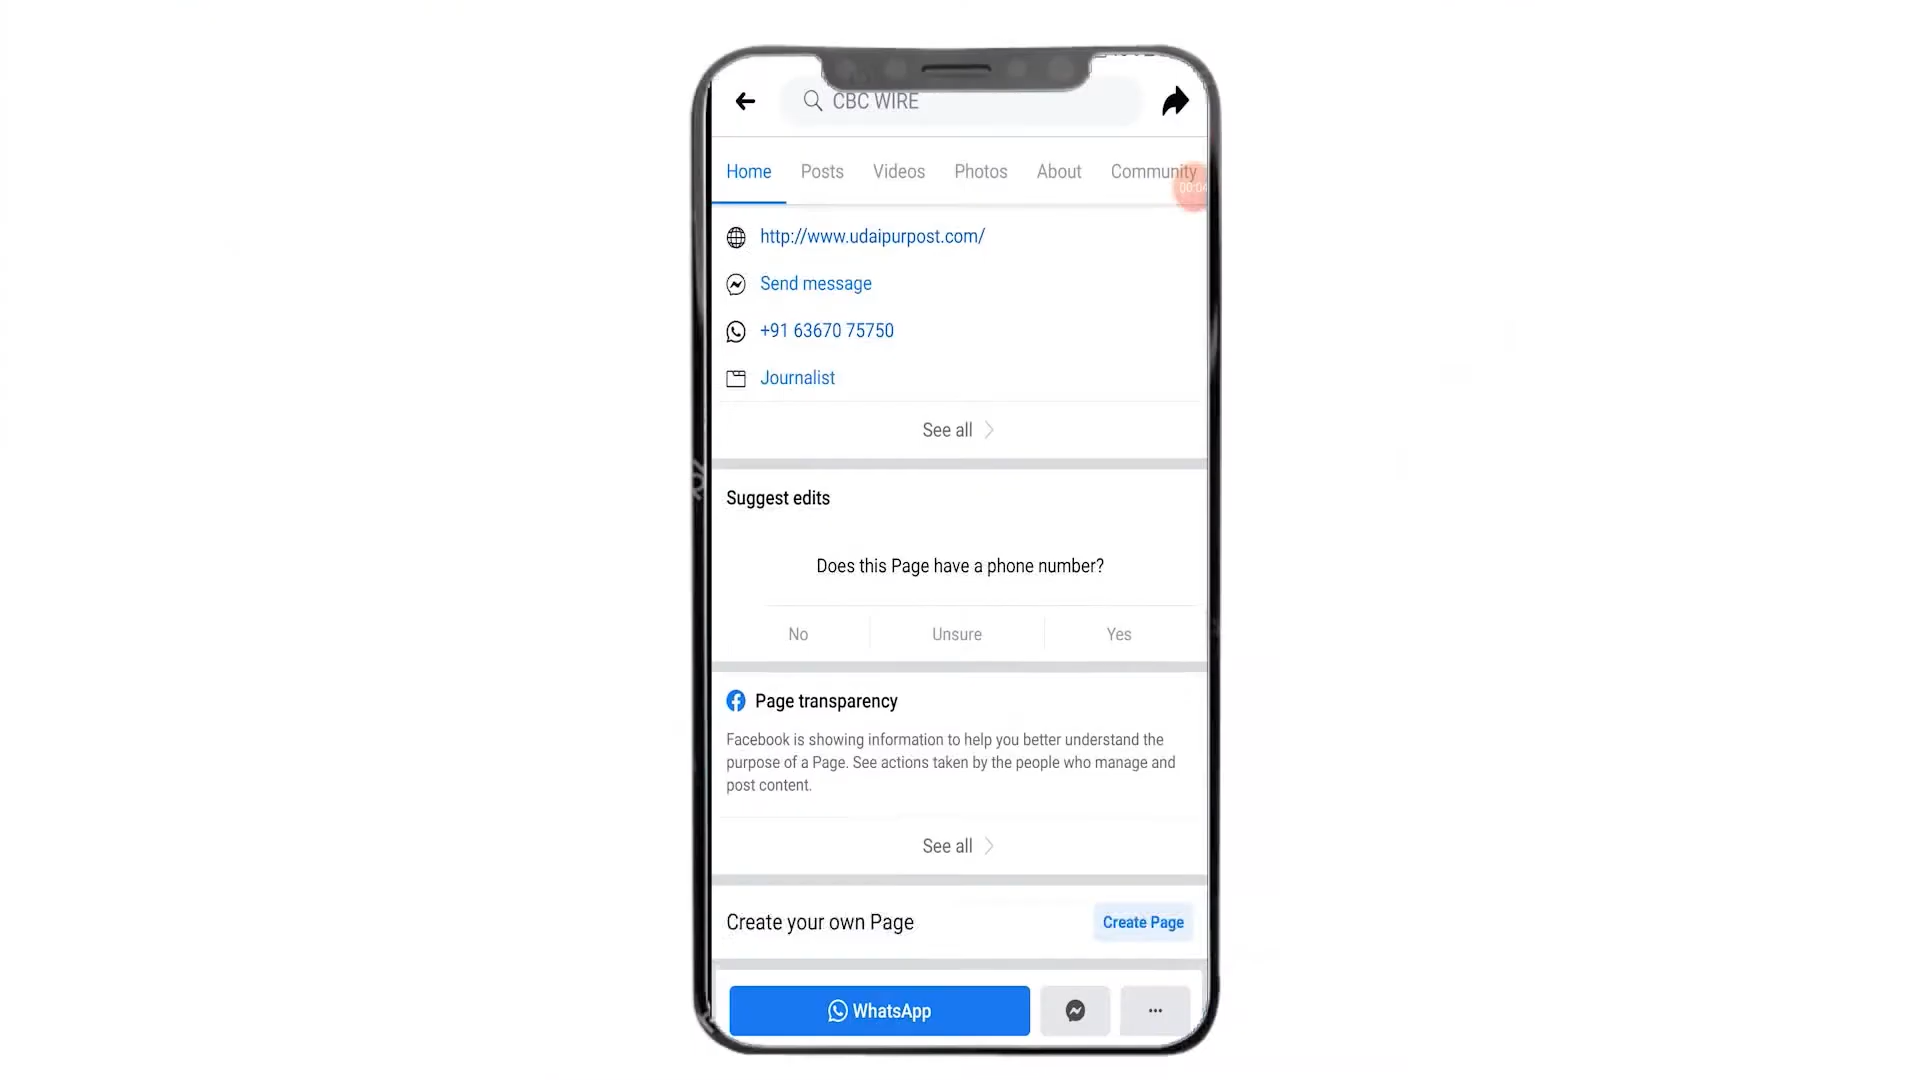 CBC WIRE
Home Posts Videos Photos About Community
00:04
http://www.udaipurpost.com/
Send message
+91 63670 75750
Journalist
See all
Suggest edits
Does this Page have a phone number?
No Unsure Yes
Page transparency
Facebook is showing information to help you better understand the
purpose of a Page. See actions taken by the people who manage and
post content.
See all
Create your own Page Create Page
WhatsApp